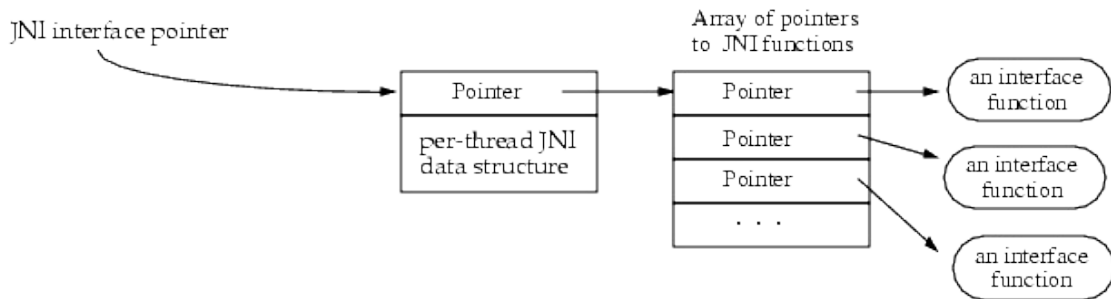 JNI interface pointer
Array of pointers
to JNI functions
Pointer
per-thread JNI
data structure
Pointer
Pointer
Pointer
. . .
an interface
function
an interface
function
an interface
function